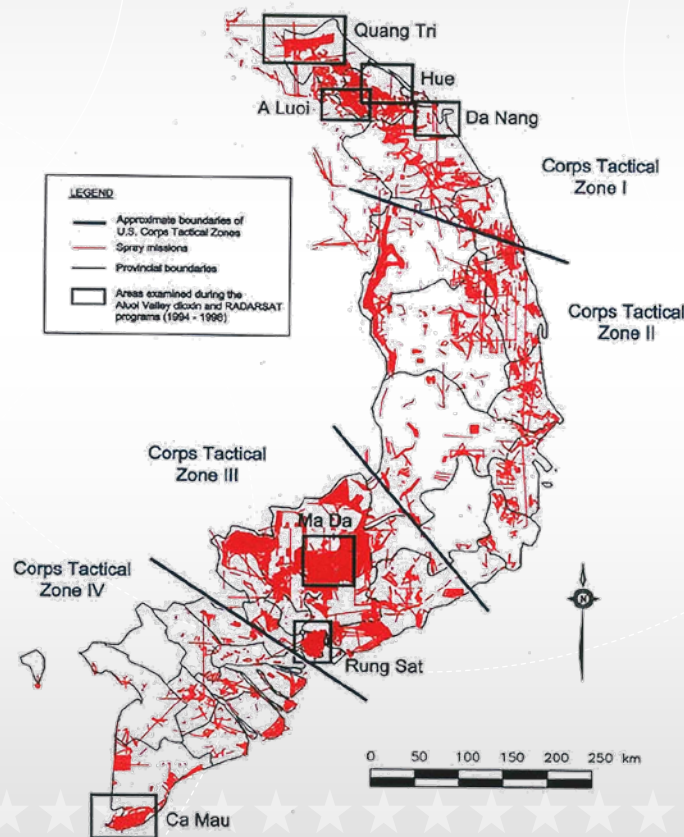 Quang Tri
Hue
A Luoi
Da Nang
Corps Tactical
Zone I
LEGEND
Approximate boundaries of
U.S. Corps Tactical Zones
Spray missions
Provincial boundaries
Areas examined during the
Aluoi Valley dioxin and RADARSAT
programs (1994 - 1998)
Corps Tactical
Zone II
Corps Tactical
Zone III
Ma Da
Corps Tactical
Zone IV
N
Rung Sat
0 50 100 150 200 250 km
Ca Mau